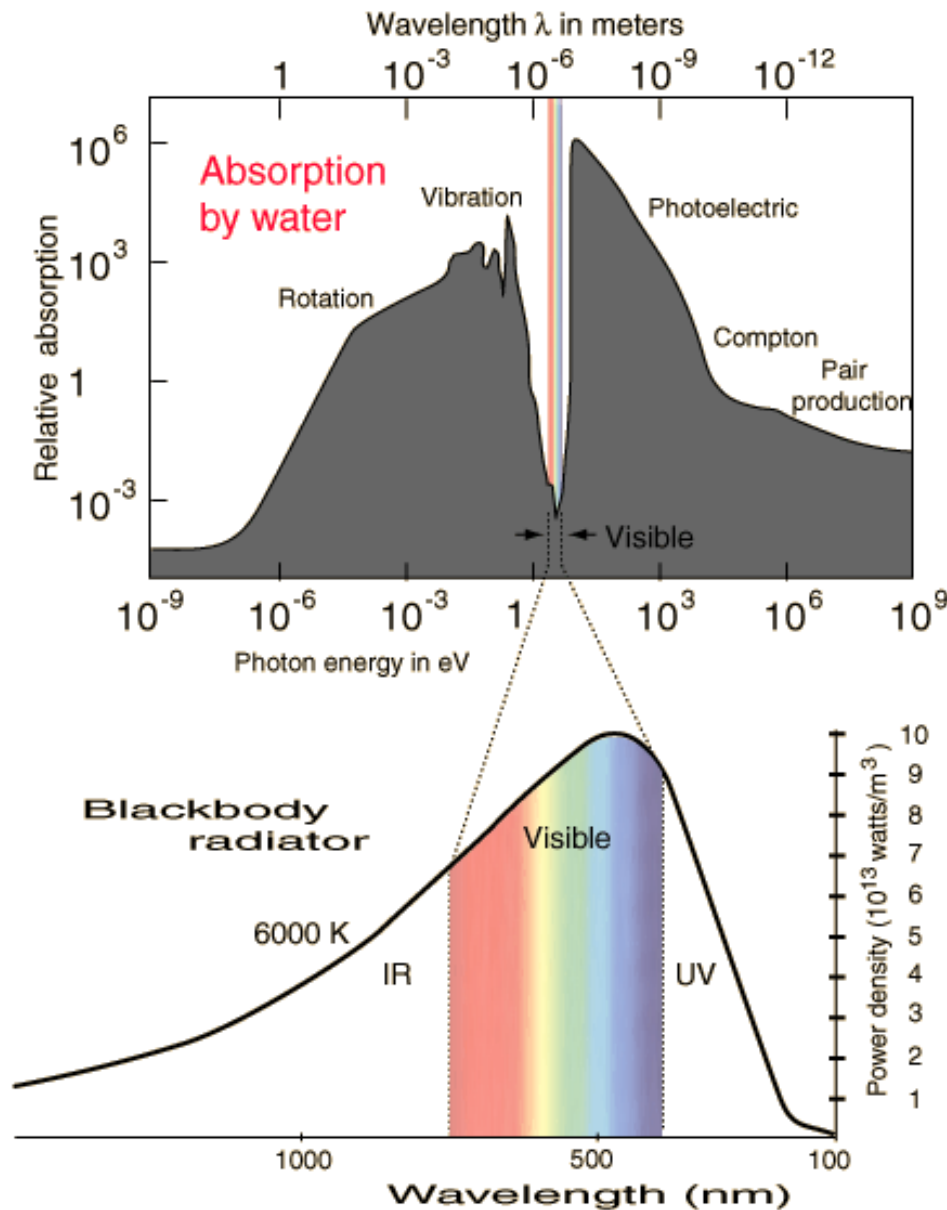 Wavelength λ in meters
1 10⁻³ 10⁻⁶ 10⁻⁹ 10⁻¹²
Absorption
by water
Vibration
Rotation
Photoelectric
Compton
Pair
production
Visible
Relative absorption
10⁶
10³
1
10⁻³
10⁻⁹ 10⁻⁶ 10⁻³ 1 10³ 10⁶ 10⁹
Photon energy in eV
Blackbody
radiator
6000 K
IR
Visible
UV
10
9
8
7
6
5
4
3
2
1
Power density (10¹³ watts/m³)
1000 500 100
Wavelength (nm)